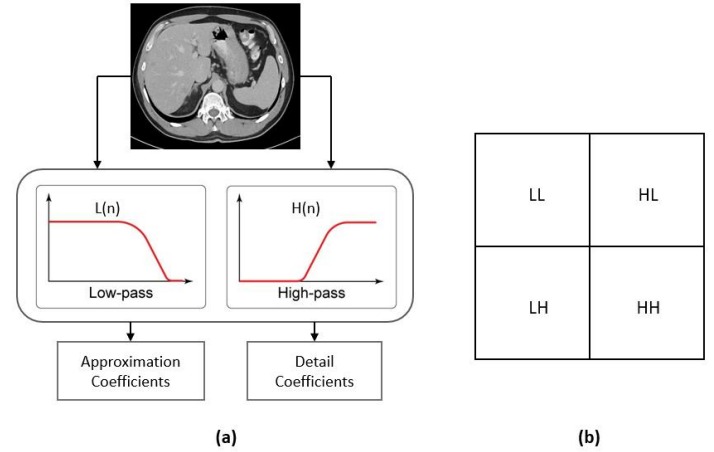 L(n)
Low-pass
H(n)
High-pass
Approximation
Coefficients
Detail
Coefficients
(a)
LL
HL
LH
HH
(b)